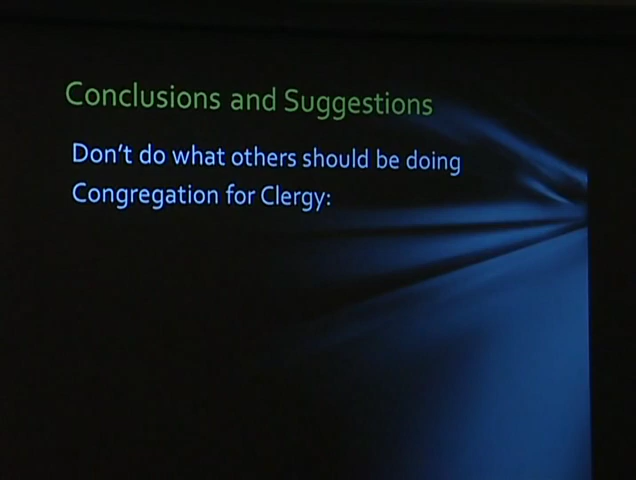 Conclusions and Suggestions
Don't do what others should be doing
Congregation for Clergy: